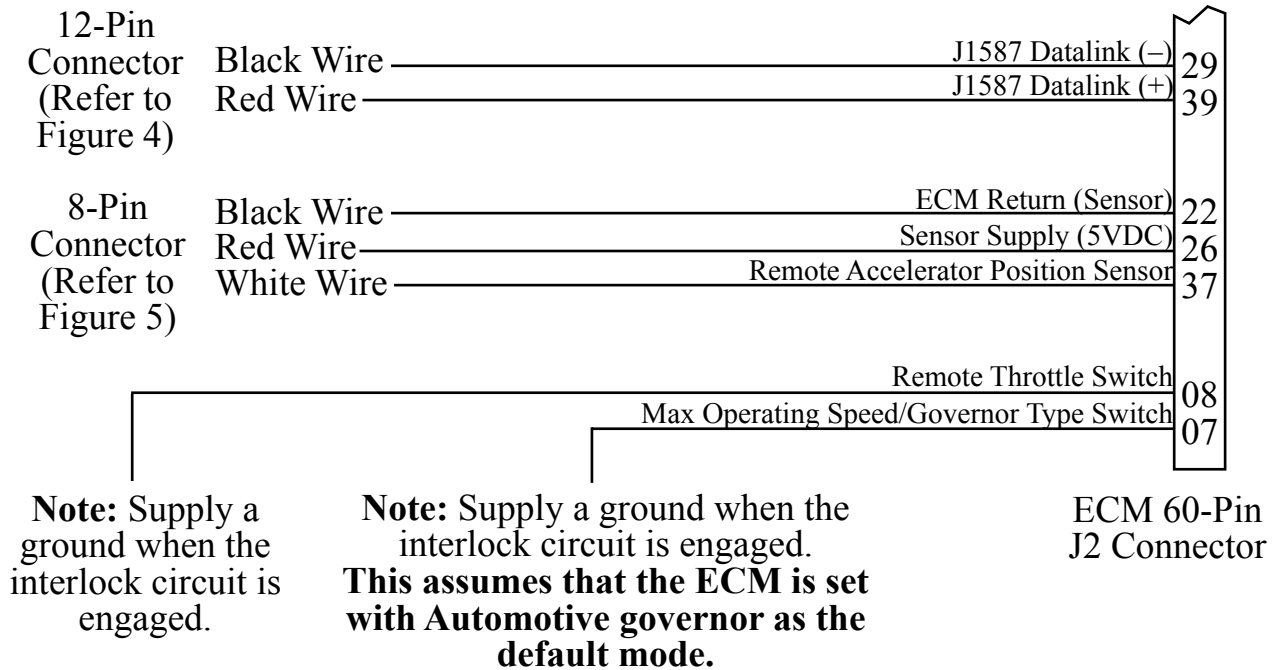 12-Pin
Connector
(Refer to
Figure 4)
Black Wire
Red Wire
J1587 Datalink (–)
J1587 Datalink (+)
29
39
8-Pin
Connector
(Refer to
Figure 5)
Black Wire
Red Wire
White Wire
ECM Return (Sensor)
Sensor Supply (5VDC)
Remote Accelerator Position Sensor
22
26
37
Remote Throttle Switch
08
Max Operating Speed/Governor Type Switch
07
Note: Supply a
ground when the
interlock circuit is
engaged.
Note: Supply a ground when the
interlock circuit is engaged.
This assumes that the ECM is set
with Automotive governor as the
default mode.
ECM 60-Pin
J2 Connector